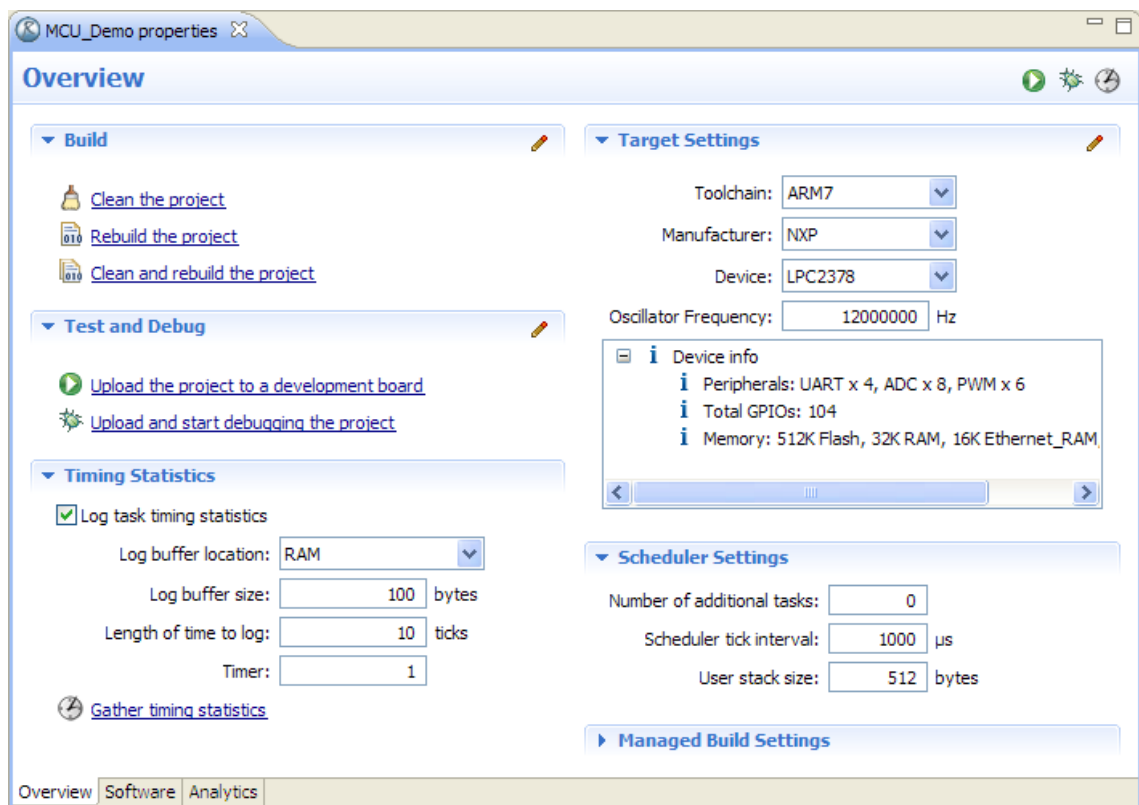 MCU_Demo properties
Overview
Build
Clean the project
Rebuild the project
Clean and rebuild the project
Test and Debug
Upload the project to a development board
Upload and start debugging the project
Timing Statistics
Log task timing statistics
Log buffer location: RAM
Log buffer size: 100 bytes
Length of time to log: 10 ticks
Timer: 1
Gather timing statistics
Target Settings
Toolchain: ARM7
Manufacturer: NXP
Device: LPC2378
Oscillator Frequency: 12000000 Hz
Device info
Peripherals: UART x 4, ADC x 8, PWM x 6
Total GPIOs: 104
Memory: 512K Flash, 32K RAM, 16K Ethernet_RAM,
Scheduler Settings
Number of additional tasks: 0
Scheduler tick interval: 1000 µs
User stack size: 512 bytes
Managed Build Settings
Overview Software Analytics